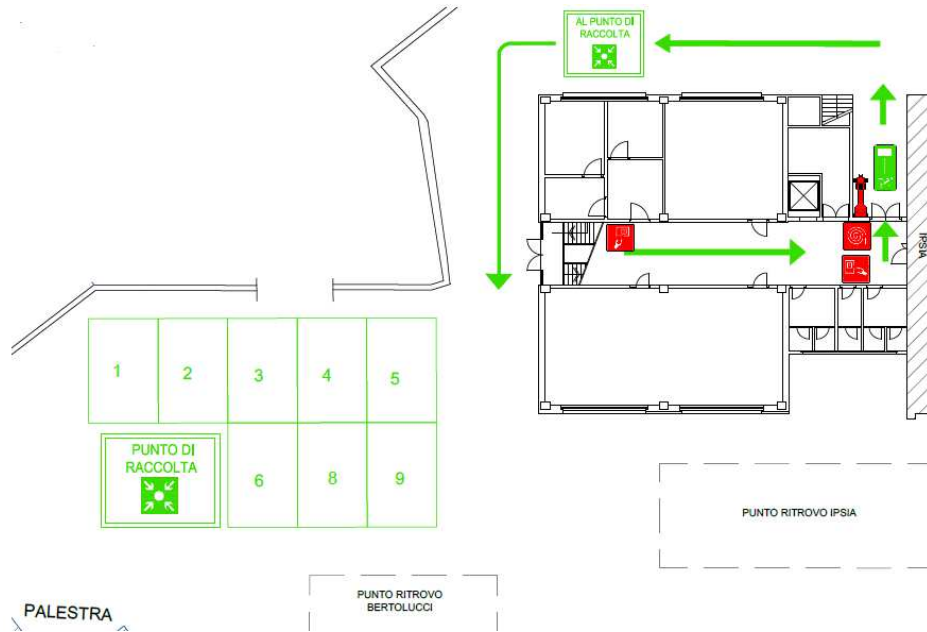 AL PUNTO DI
RACCOLTA
IPSIA
1
2
3
4
5
PUNTO DI
RACCOLTA
6
8
9
PUNTO RITROVO IPSIA
PUNTO RITROVO
BERTOLUCCI
PALESTRA